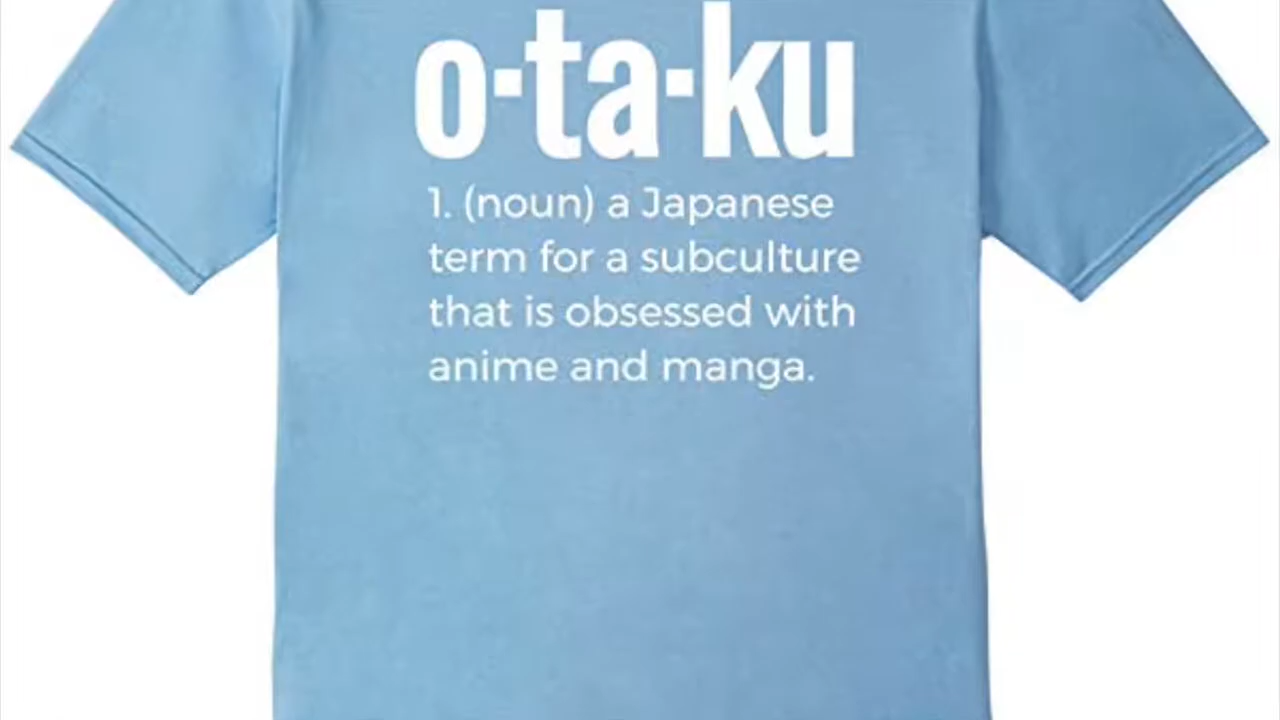 o·ta·ku
1. (noun) a Japanese
term for a subculture
that is obsessed with
anime and manga.